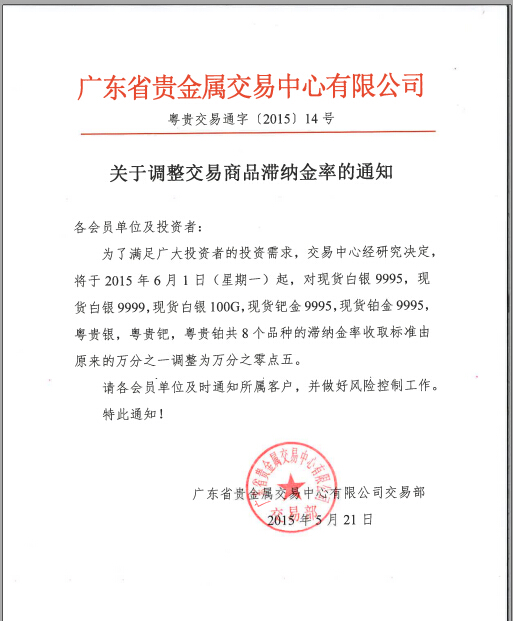 广东省贵金属交易中心有限公司
粤贵交易通字〔2015〕14 号
关于调整交易商品滞纳金率的通知
各会员单位及投资者：
为了满足广大投资者的投资需求，交易中心经研究决定，
将于 2015 年 6 月 1 日（星期一）起，对现货白银 9995，现
货白银 9999,现货白银 100G,现货钯金 9995,现货铂金 9995,
粤贵银，粤贵钯，粤贵铂共 8 个品种的滞纳金率收取标准由
原来的万分之一调整为万分之零点五。
请各会员单位及时通知所属客户，并做好风险控制工作。
特此通知！
广东省贵金属交易中心有限公司
交易部
广东省贵金属交易中心有限公司交易部
2015 年 5 月 21 日